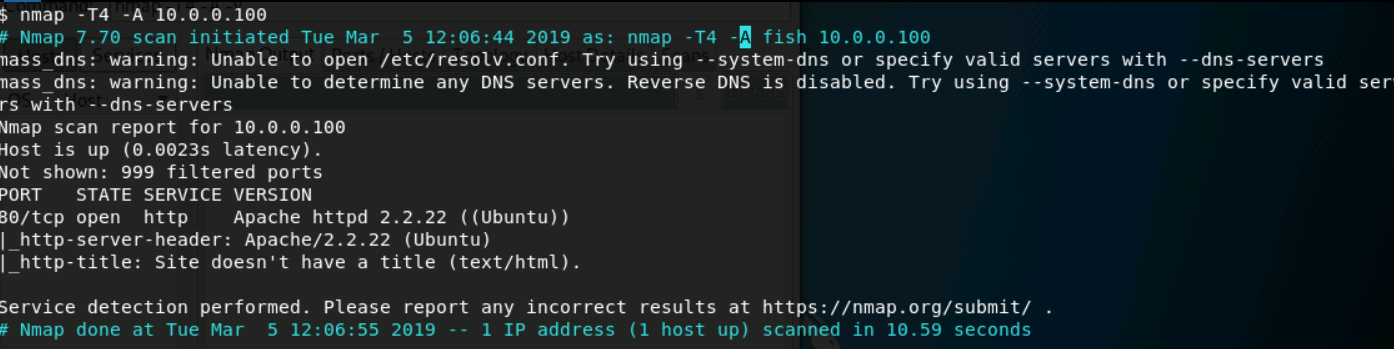 $ nmap -T4 -A 10.0.0.100
# Nmap 7.70 scan initiated Tue Mar  5 12:06:44 2019 as: nmap -T4 -A fish 10.0.0.100
mass_dns: warning: Unable to open /etc/resolv.conf. Try using --system-dns or specify valid servers with --dns-servers
mass_dns: warning: Unable to determine any DNS servers. Reverse DNS is disabled. Try using --system-dns or specify valid ser
rs with --dns-servers
Nmap scan report for 10.0.0.100
Host is up (0.0023s latency).
Not shown: 999 filtered ports
PORT   STATE SERVICE VERSION
80/tcp open  http    Apache httpd 2.2.22 ((Ubuntu))
|_http-server-header: Apache/2.2.22 (Ubuntu)
|_http-title: Site doesn't have a title (text/html).
Service detection performed. Please report any incorrect results at https://nmap.org/submit/ .
# Nmap done at Tue Mar  5 12:06:55 2019 -- 1 IP address (1 host up) scanned in 10.59 seconds